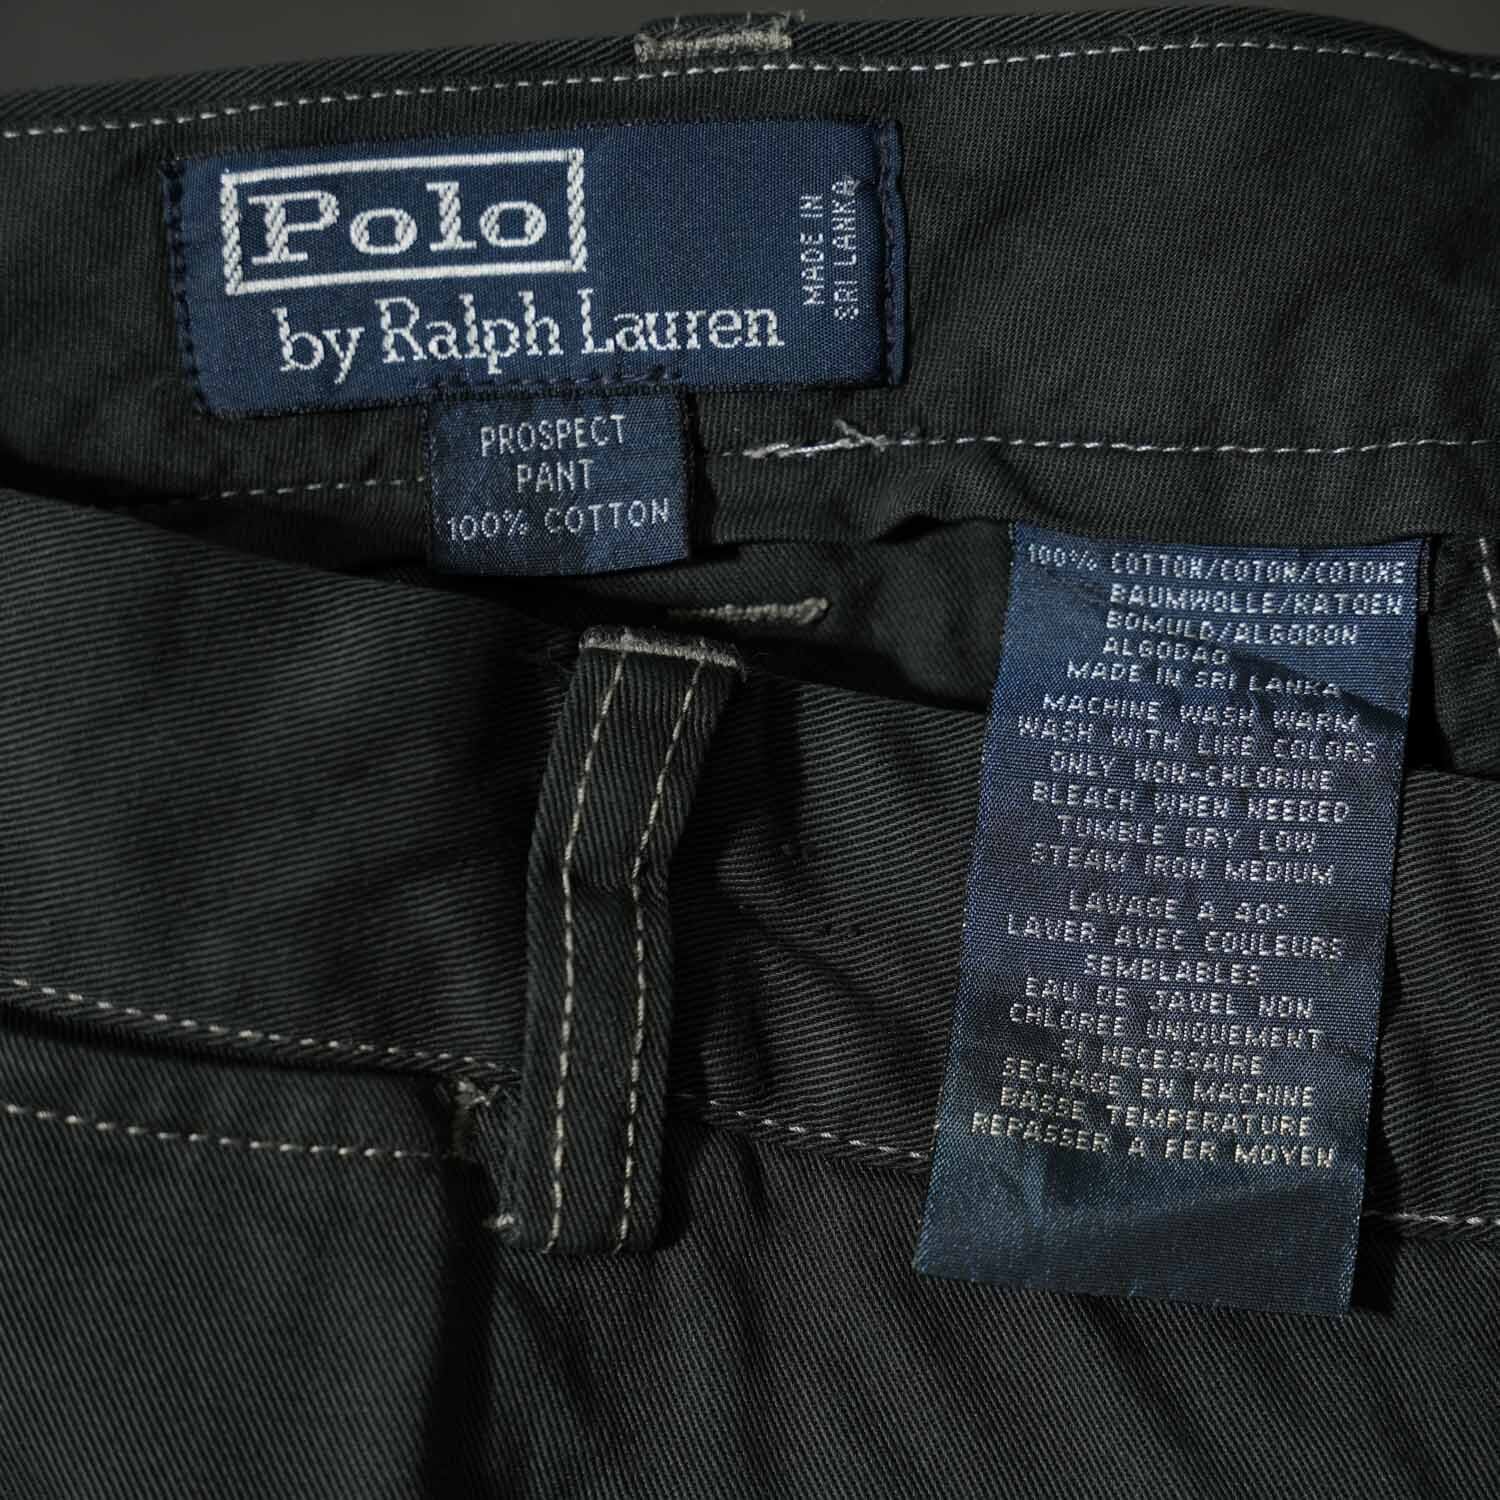 Polo
by Ralph Lauren
MADE IN
SRI LANKA
PROSPECT
PANT
100% COTTON
100% COTTON/COTON/COTONE
BAUMWOLLE/KATOEN
BOMULD/ALGODON
ALGODAO
MADE IN SRI LANKA
MACHINE WASH WARM
WASH WITH LIKE COLORS
ONLY NON-CHLORINE
BLEACH WHEN NEEDED
TUMBLE DRY LOW
STEAM IRON MEDIUM
LAVAGE A 40°
LAVER AVEC COULEURS
SEMBLABLES
EAU DE JAVEL NON
CHLOREE UNIQUEMENT
SI NECESSAIRE
SECHAGE EN MACHINE
BASSE TEMPERATURE
REPASSER A FER MOYEN